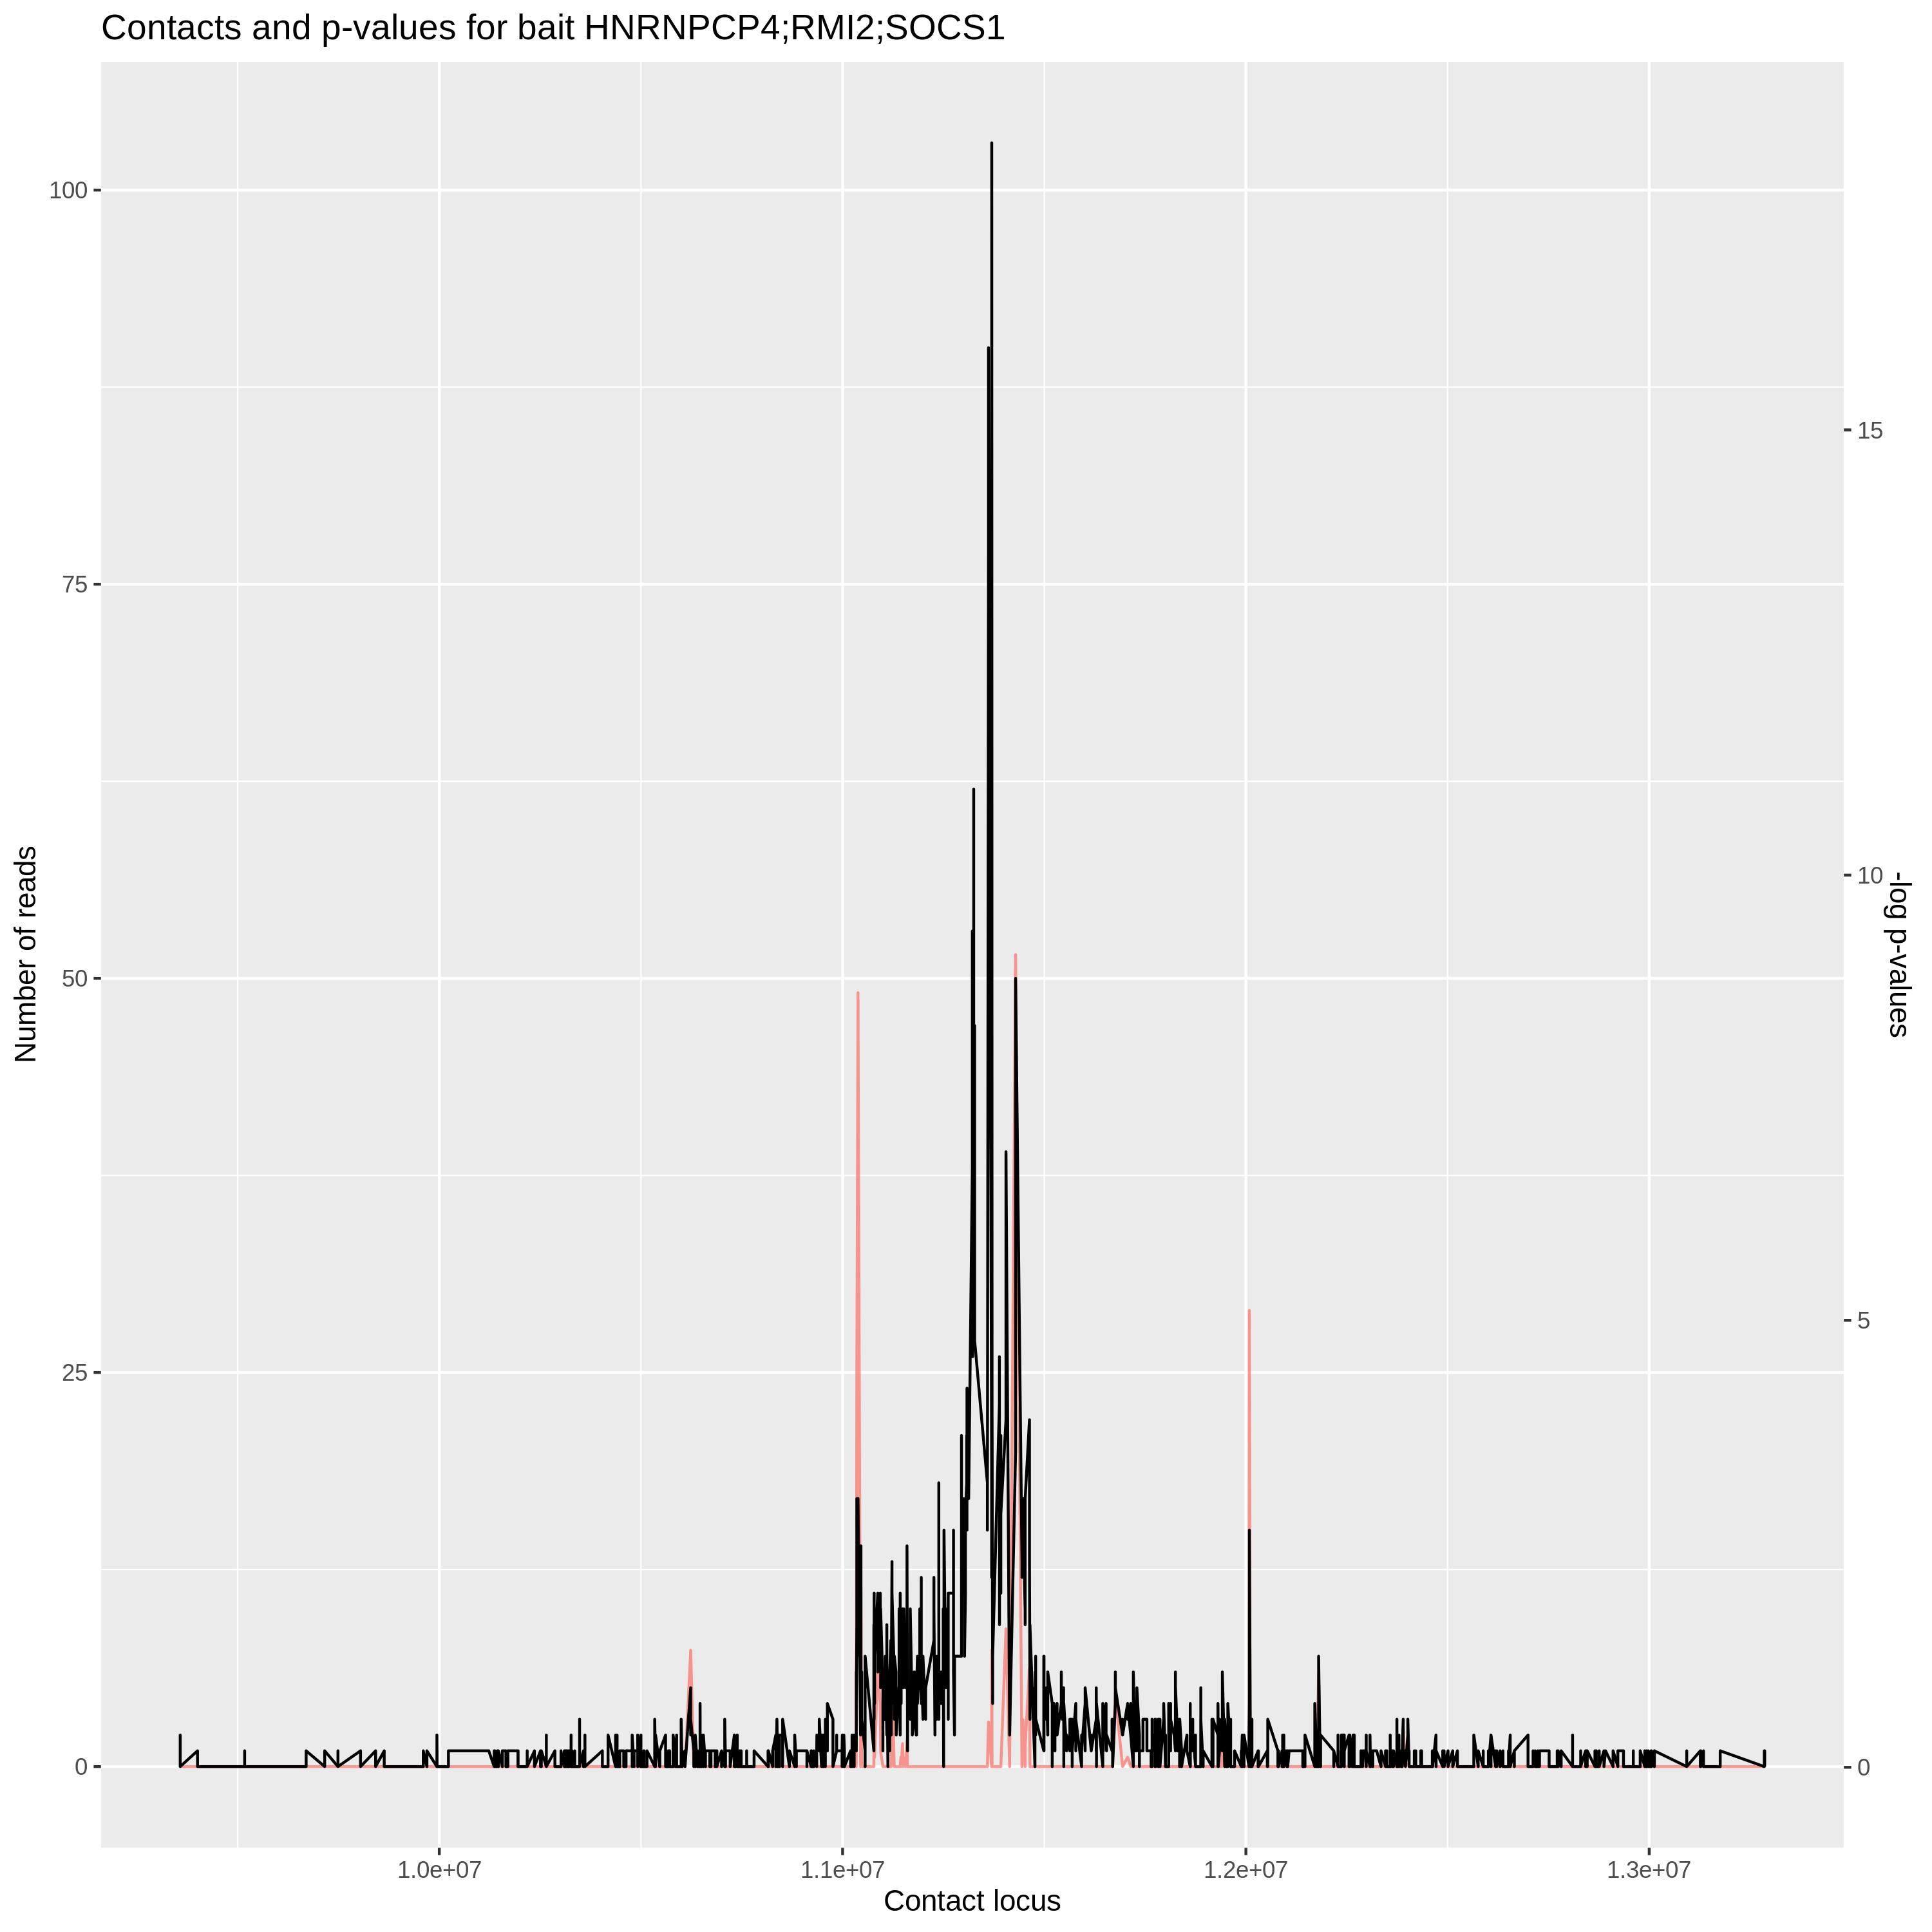 Contacts and p-values for bait HNRNPCP4;RMI2;SOCS1
100
75
50
25
0
Number of reads
15
10
5
0
-log p-values
1.0e+07
1.1e+07
1.2e+07
1.3e+07
Contact locus